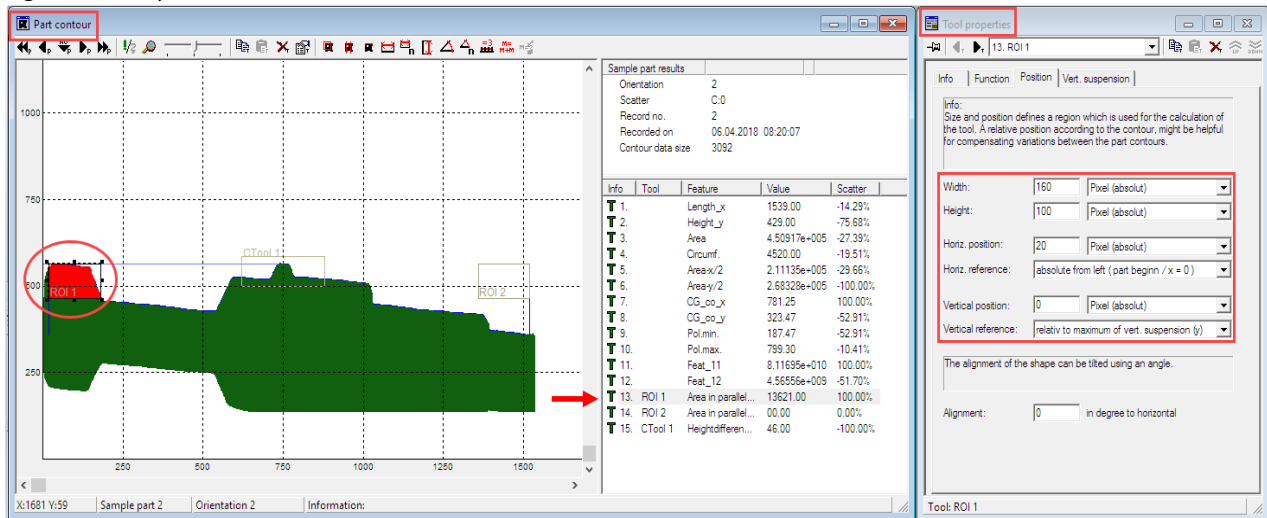 Part contour
Sample part results
Orientation 2
Scatter C:0
Record no. 2
Recorded on 06.04.2018 08:20:07
Contour data size 3092
Info Tool Feature Value Scatter
T 1. Length_x 1539.00 -14.29%
T 2. Height_y 429.00 -75.68%
T 3. Area 4.50917e+005 -27.39%
T 4. Circumf. 4520.00 -19.51%
T 5. Area-x/2 2.11135e+005 -29.66%
T 6. Area-y/2 2.68328e+005 -100.00%
T 7. CG_co_x 781.25 100.00%
T 8. CG_co_y 323.47 -52.91%
T 9. Pol.min. 187.47 -52.91%
T 10. Pol.max. 799.30 -10.41%
T 11. Feat_11 8.11695e+010 100.00%
T 12. Feat_12 4.56556e+009 -51.70%
T 13. ROI 1 Area in parallel... 13621.00 100.00%
T 14. ROI 2 Area in parallel... 00.00 0.00%
T 15. CTool 1 Heightdifferen... 46.00 -100.00%
1000
750
500
250
CTool 1
ROI 1
ROI 2
250 500 750 1000 1250 1500
X:1681 Y:59 Sample part 2 Orientation 2 Information:
Tool properties
13. ROI 1
Info Function Position Vert. suspension
Info:
Size and position defines a region which is used for the calculation of
the tool. A relative position according to the contour, might be helpful
for compensating variations between the part contours.
Width: 160 Pixel (absolut)
Height: 100 Pixel (absolut)
Horiz. position: 20 Pixel (absolut)
Horiz. reference: absolute from left ( part beginn / x = 0 )
Vertical position: 0 Pixel (absolut)
Vertical reference: relativ to maximum of vert. suspension (y)
The alignment of the shape can be tilted using an angle.
Alignment: 0 in degree to horizontal
Tool: ROI 1